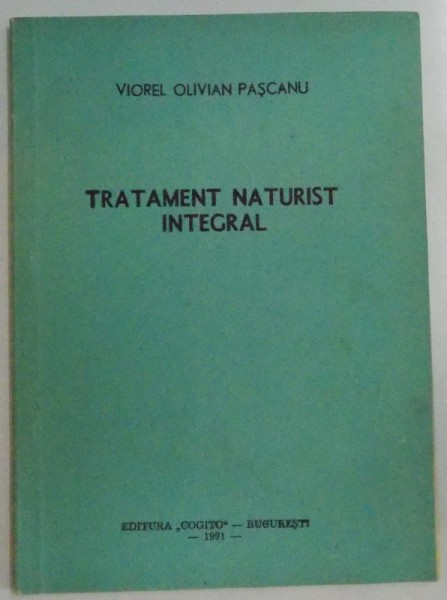 VIOREL OLIVIAN PAŞCANU
TRATAMENT NATURIST
INTEGRAL
EDITURA „COGITO“ — BUCUREŞTI
— 1991 —